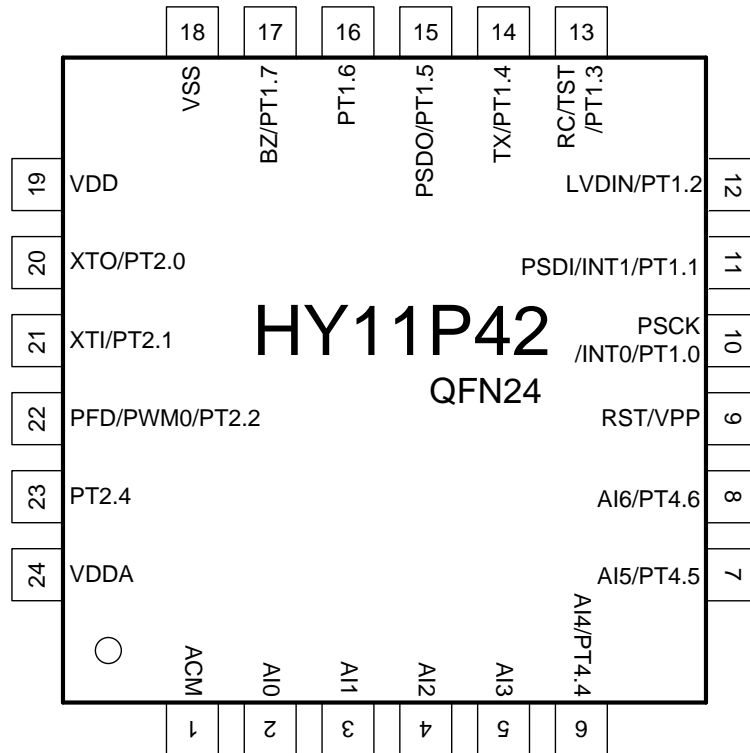 18 17 16 15 14 13
VSS
BZ/PT1.7
PT1.6
PSDO/PT1.5
TX/PT1.4
RC/TST
/PT1.3
19 VDD
LVDIN/PT1.2 12
20 XTO/PT2.0
PSDI/INT1/PT1.1 11
HY11P42
21 XTI/PT2.1
PSCK
/INT0/PT1.0 10
QFN24
22 PFD/PWM0/PT2.2
RST/VPP 9
23 PT2.4
AI6/PT4.6 8
24 VDDA
AI5/PT4.5 7
ACM
AI0
AI1
AI2
AI3
AI4/PT4.4
1 2 3 4 5 6